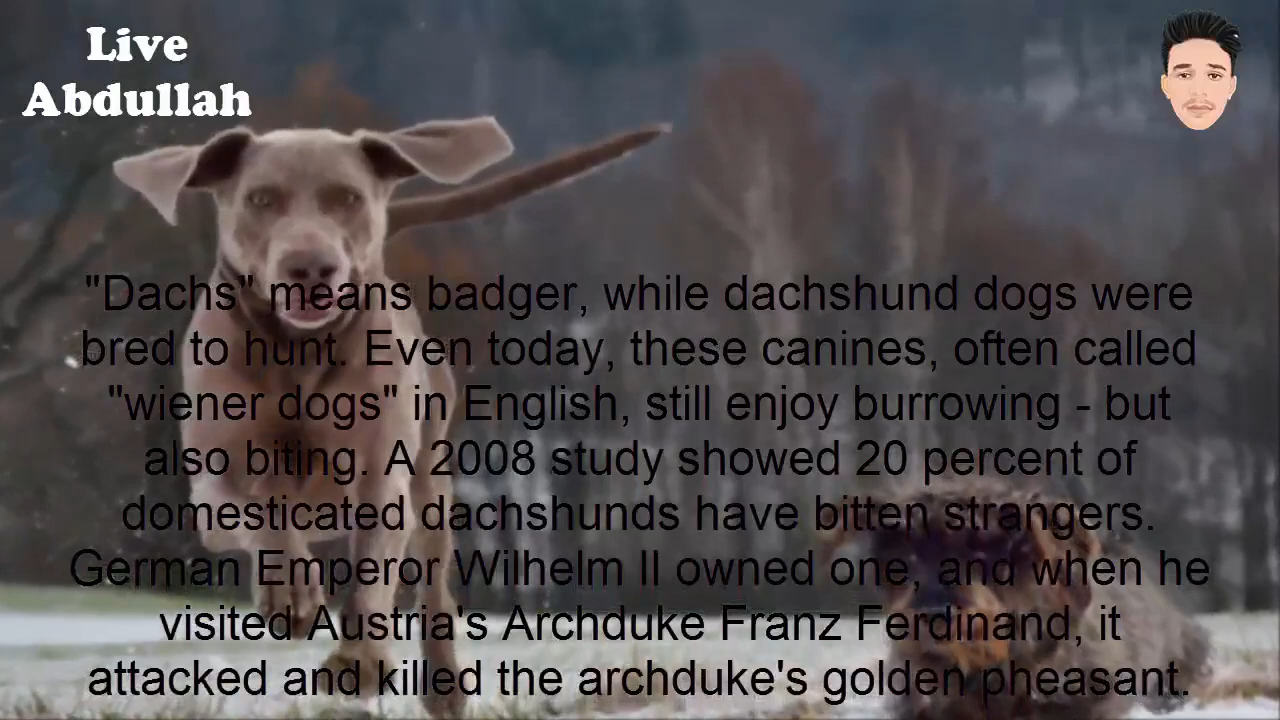 Live
Abdullah
"Dachs" means badger, while dachshund dogs were
bred to hunt. Even today, these canines, often called
"wiener dogs" in English, still enjoy burrowing - but
also biting. A 2008 study showed 20 percent of
domesticated dachshunds have bitten strangers.
German Emperor Wilhelm II owned one, and when he
visited Austria's Archduke Franz Ferdinand, it
attacked and killed the archduke's golden pheasant.